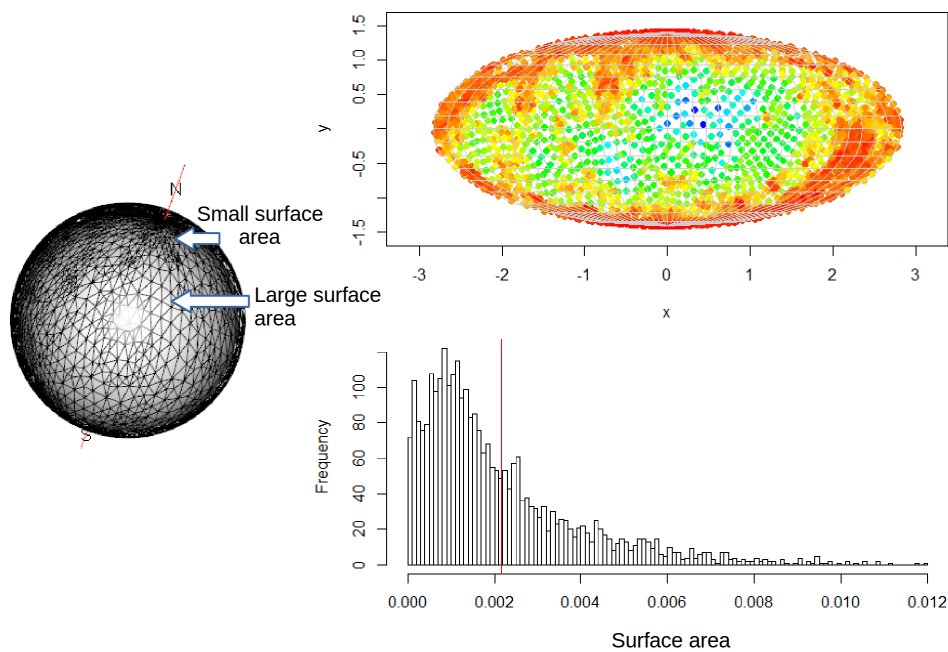 N
Small surface
area
Large surface
area
S
y
1.5
1.0
0.5
0
-0.5
-1.5
-3
-2
-1
0
1
2
3
x
Frequency
100
80
60
40
20
0
0.000
0.002
0.004
0.006
0.008
0.010
0.012
Surface area